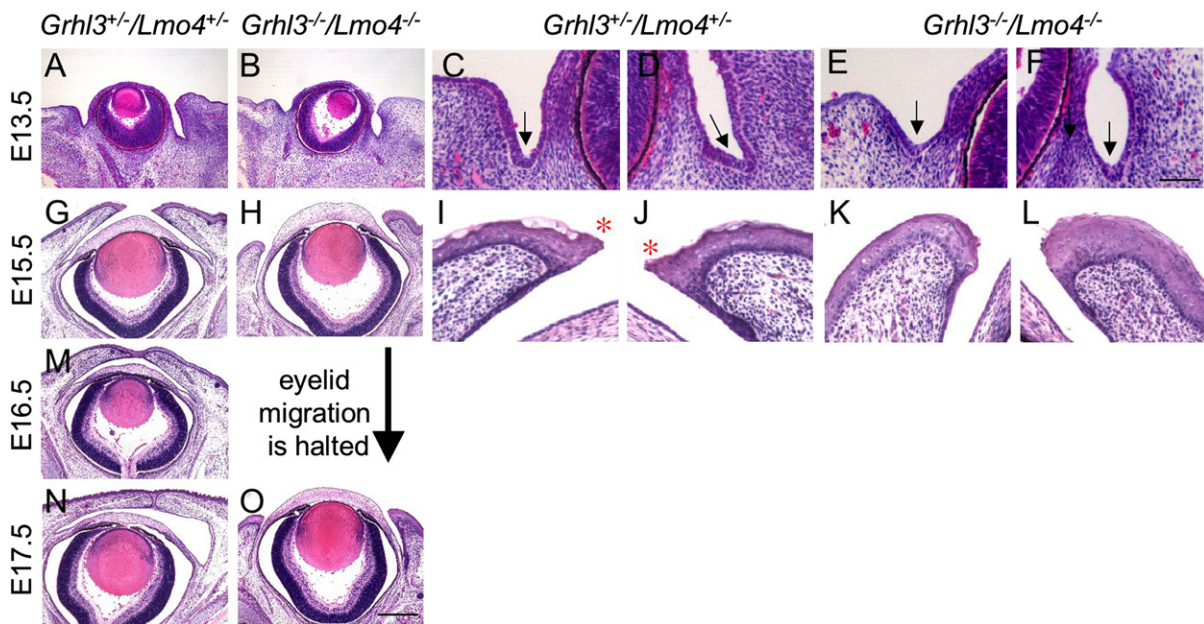 Grhl3+/-/Lmo4+/- Grhl3-/-/Lmo4-/- Grhl3+/-/Lmo4+/- Grhl3-/-/Lmo4-/-
E13.5
A B C D E F
E15.5
G H I J K L
* *
E16.5
M
eyelid
migration
is halted
E17.5
N O